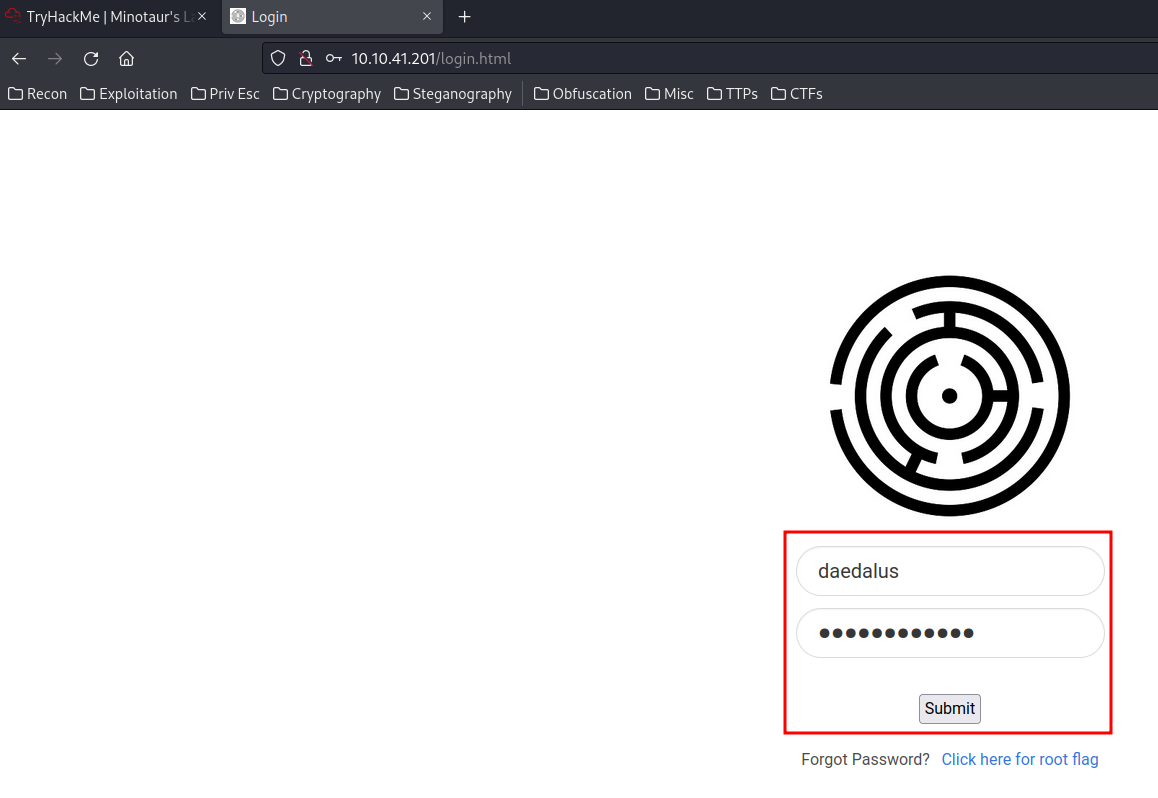 TryHackMe | Minotaur's La Login
10.10.41.201/login.html
Recon Exploitation Priv Esc Cryptography Steganography Obfuscation Misc TTPs CTFs
daedalus
●●●●●●●●●●●●
Submit
Forgot Password? Click here for root flag